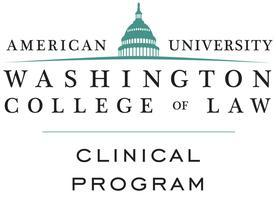 AMERICAN UNIVERSITY
WASHINGTON
COLLEGE OF LAW
CLINICAL
PROGRAM